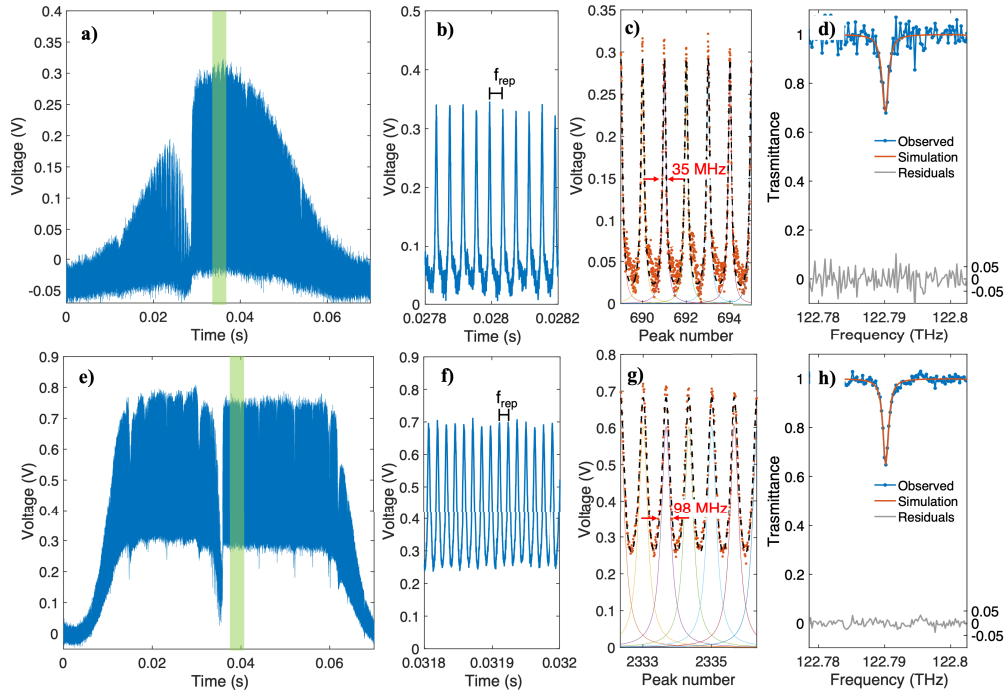 a)
0.4
0.35
0.3
0.25
0.2
0.15
0.1
0.05
0
-0.05
Voltage (V)
0
0.02
0.04
0.06
Time (s)
b)
0.5
0.4
0.3
0.2
0.1
0
Voltage (V)
frep
0.0278
0.028
0.0282
Time (s)
c)
0.35
0.30
0.25
0.20
0.15
0.1
0.05
0
Voltage (V)
35 MHz
690
692
694
Peak number
d)
1
0.8
0.6
0.4
0.2
0
Trasmittance
Observed
Simulation
Residuals
0.05
-0.05
122.78
122.79
122.8
Frequency (THz)
e)
0.9
0.8
0.7
0.6
0.5
0.4
0.3
0.2
0.1
0
Voltage (V)
0
0.02
0.04
0.06
Time (s)
f)
0.9
0.8
0.7
0.6
0.5
0.4
0.3
0.2
0.1
0
Voltage (V)
frep
0.0318
0.0319
0.032
Time (s)
g)
0.8
0.7
0.6
0.5
0.4
0.3
0.2
0.1
0
Voltage (V)
98 MHz
2333
2335
Peak number
h)
1
0.8
0.6
0.4
0.2
0
Trasmittance
Observed
Simulation
Residuals
0.05
-0.05
122.78
122.79
122.8
Frequency (THz)